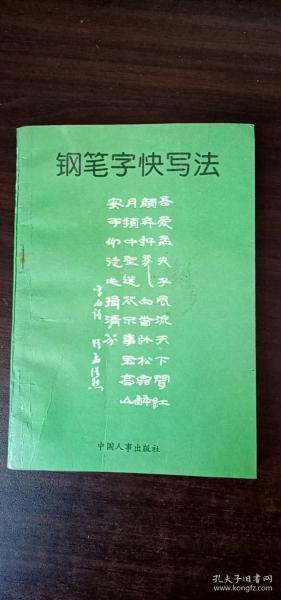 钢笔字快写法
吾爱孟夫子风流天下闻红
颜弃轩冕白首卧松云醉
月频中圣迷花不事君高山
安可仰徒此揖清芬
李白诗
中国人事出版社
孔夫子旧书网
www.kongfz.com